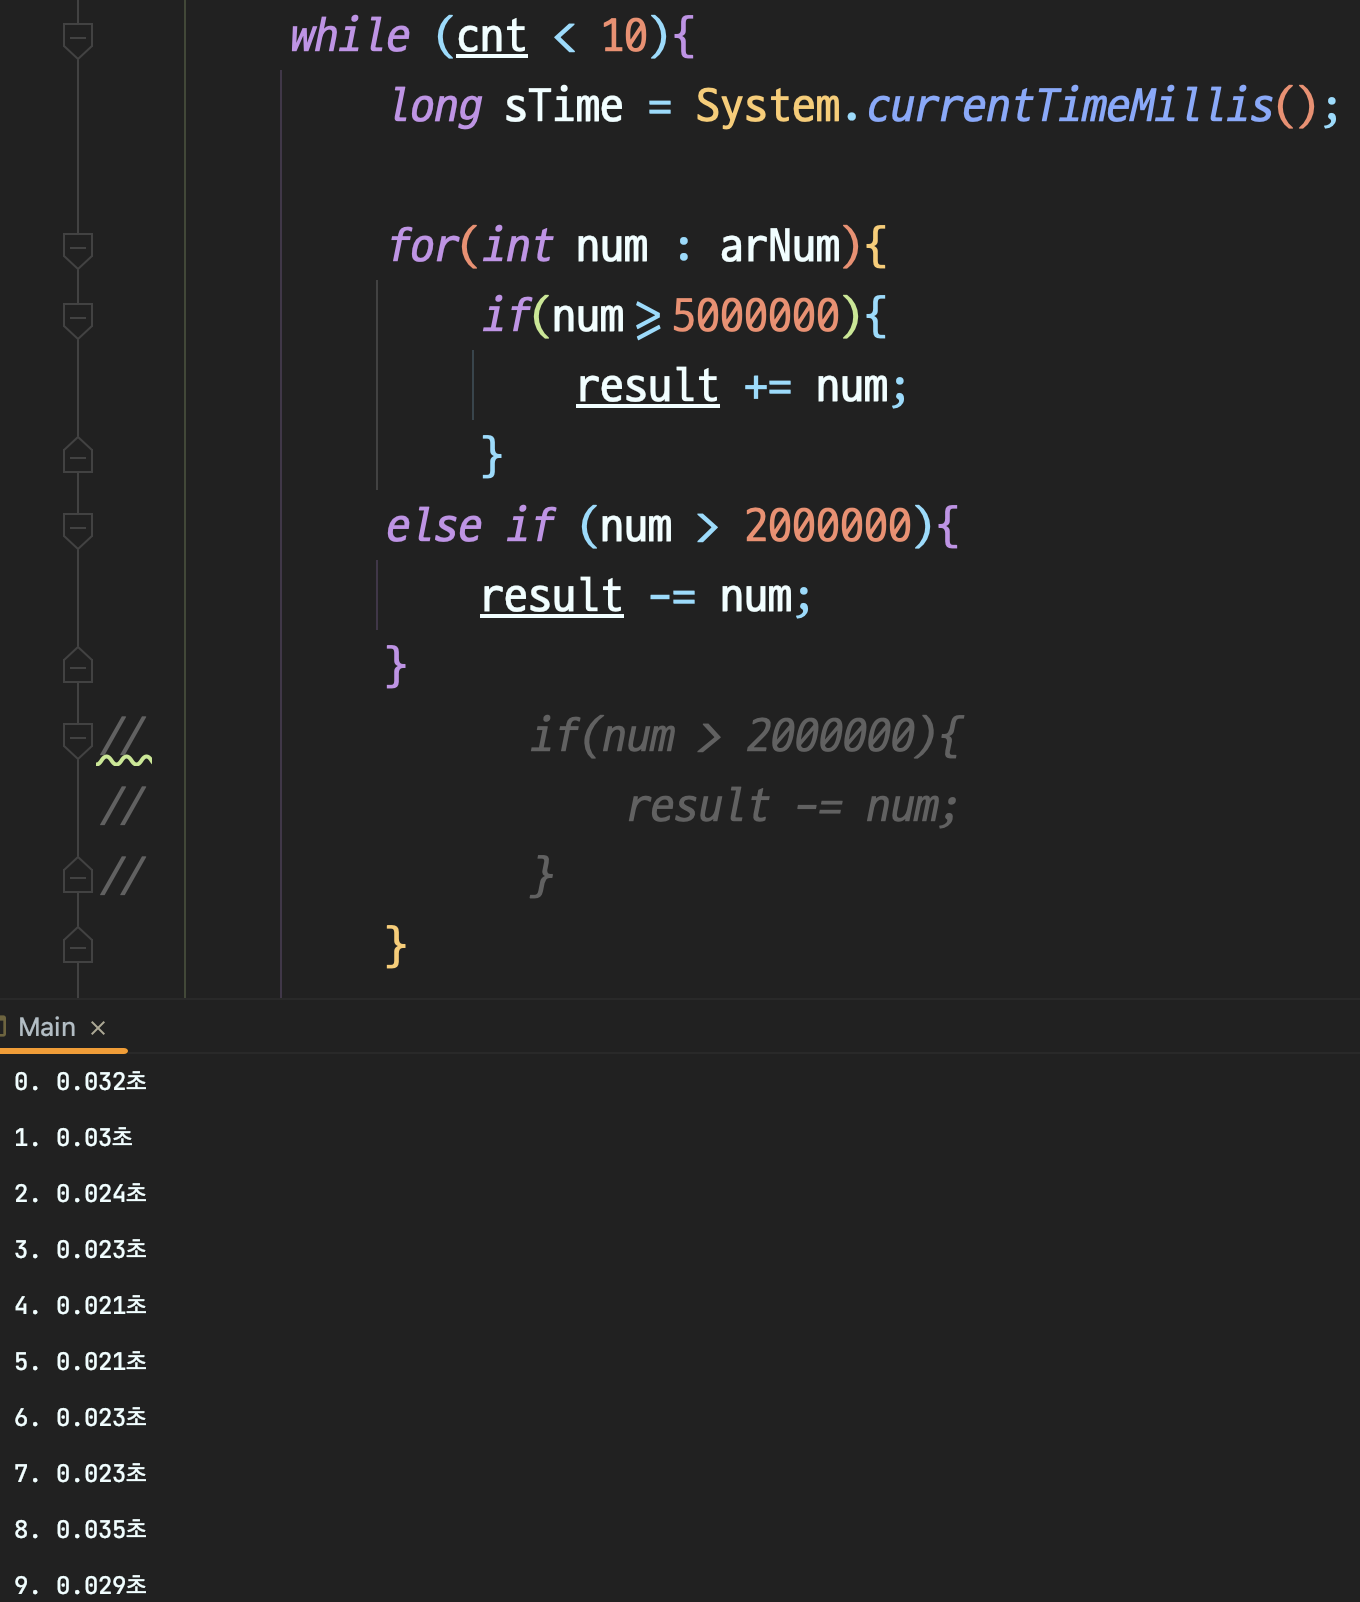 while (cnt < 10){
long sTime = System.currentTimeMillis();
for(int num : arNum){
if(num⩾5000000){
result += num;
}
else if (num > 2000000){
result -= num;
}
// if(num > 2000000){
// result -= num;
// }
}
Main ×
0. 0.032초
1. 0.03초
2. 0.024초
3. 0.023초
4. 0.021초
5. 0.021초
6. 0.023초
7. 0.023초
8. 0.035초
9. 0.029초